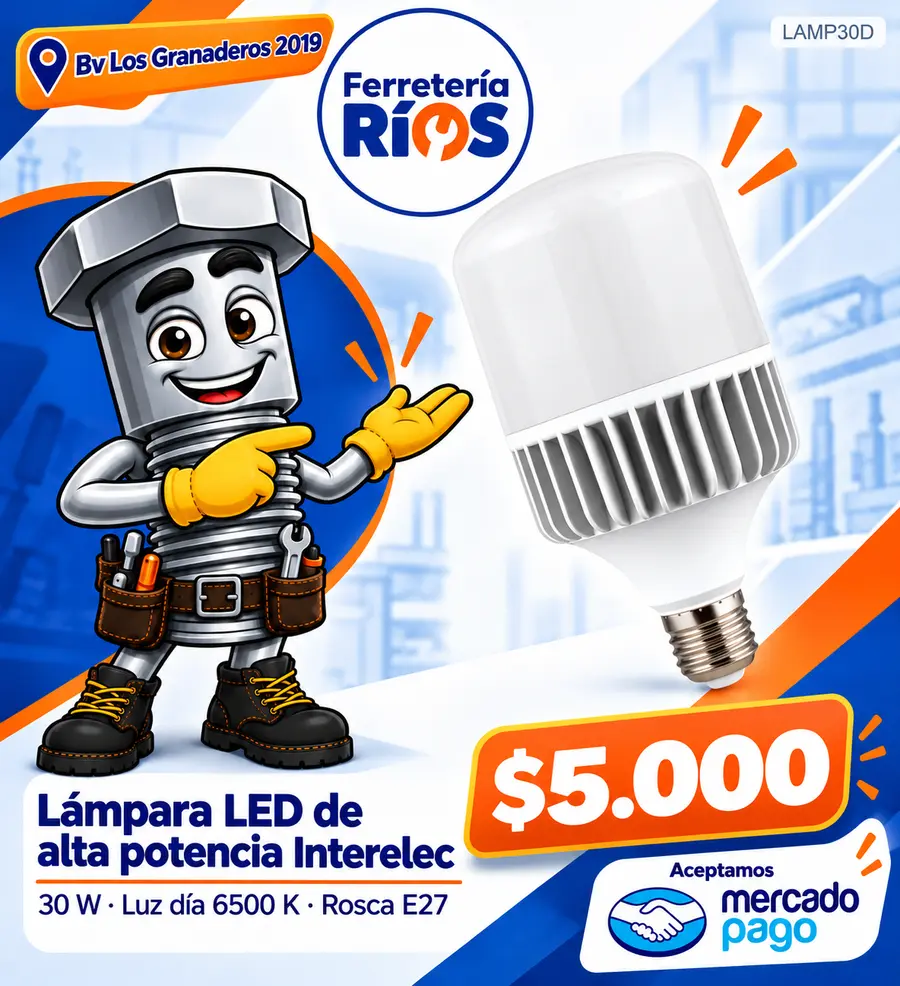 Bv Los Granaderos 2019
Ferretería
RÍOS
LAMP30D
$5.000
Lámpara LED de
alta potencia Interelec
30 W · Luz día 6500 K · Rosca E27
Aceptamos
mercado
pago